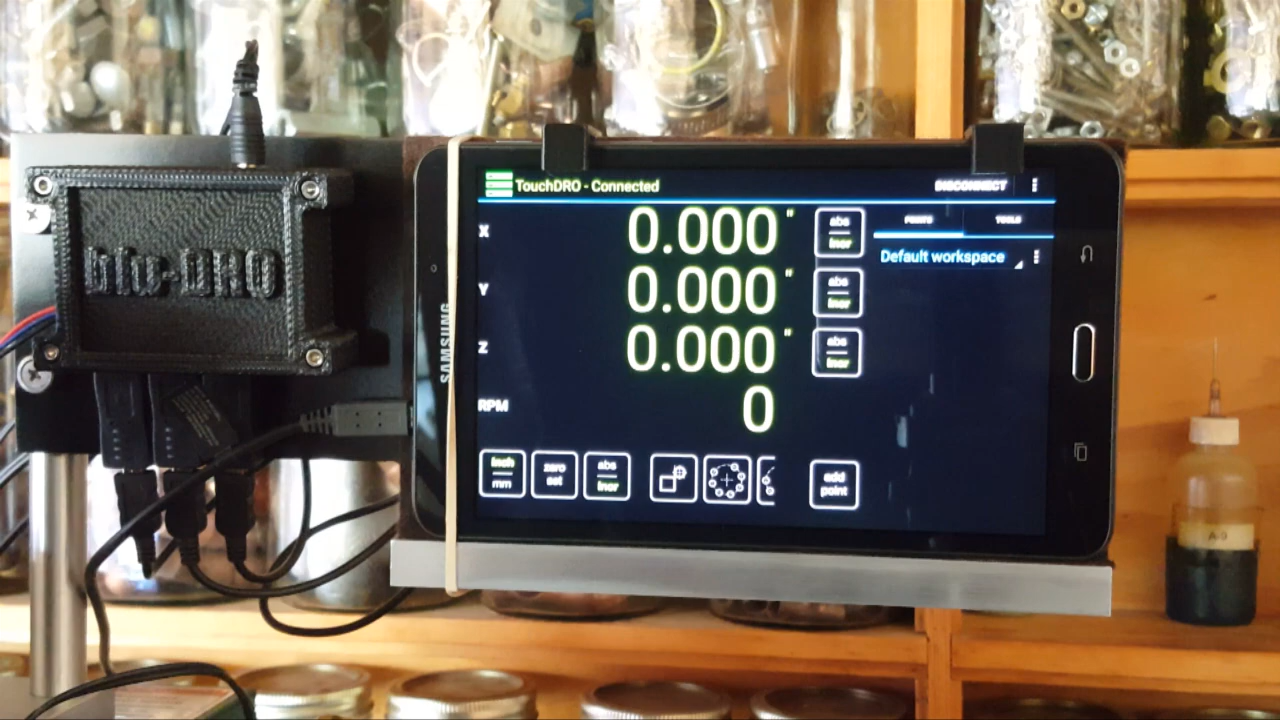 blu-DRO
SAMSUNG
TouchDRO - Connected
DISCONNECT
X
0.000"
abs
incr
POINTS
TOOLS
Default workspace
Y
0.000"
abs
incr
Z
0.000"
abs
incr
RPM
0
inch
mm
zero
set
abs
incr
add
point